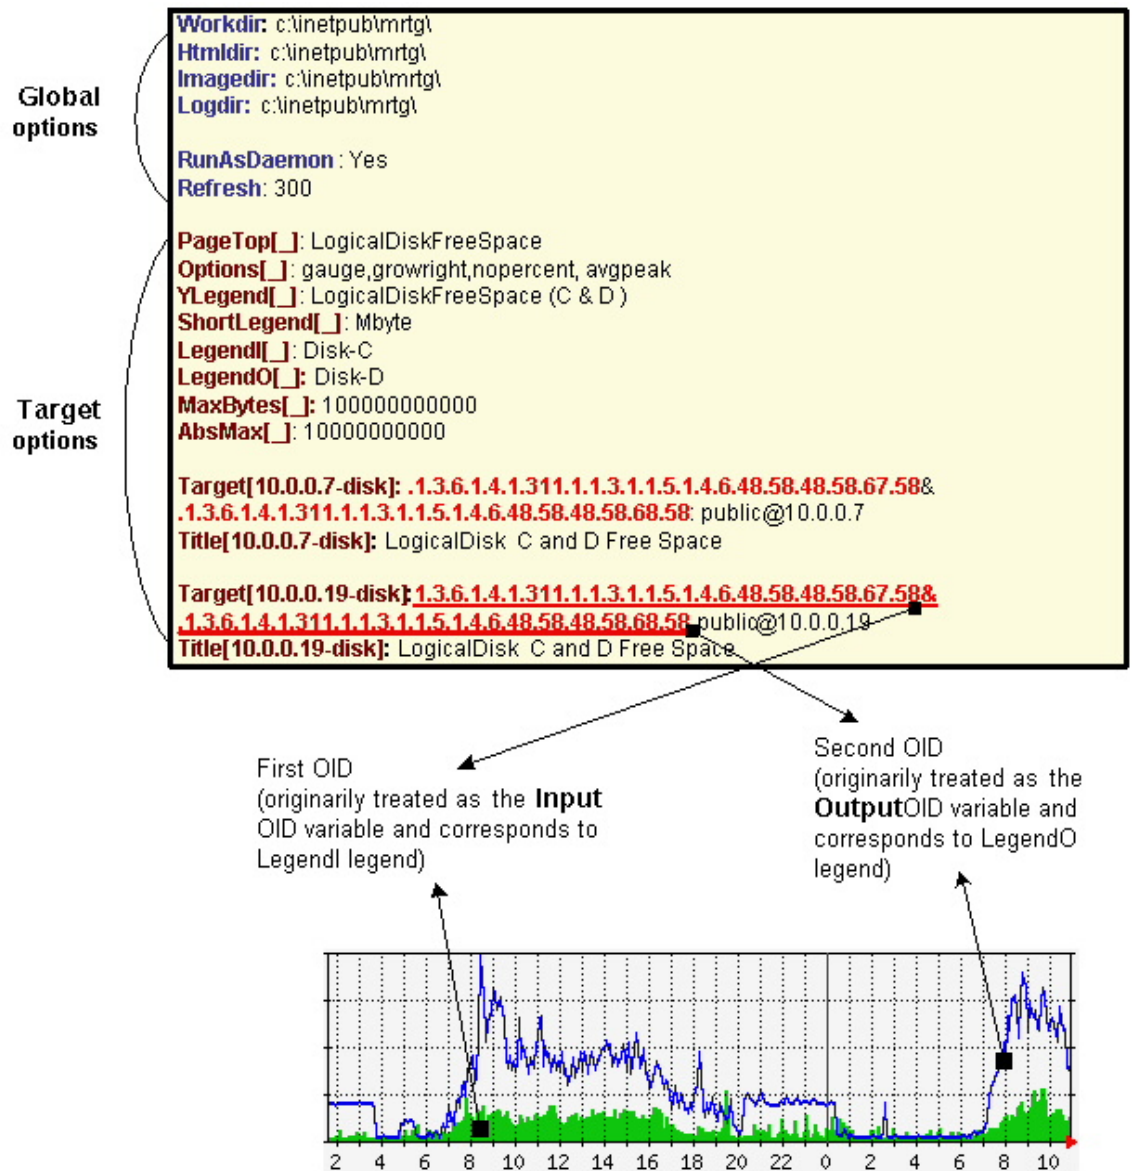 Global
options
Workdir: c:\inetpub\mrtg\
Htmldir: c:\inetpub\mrtg\
Imagedir: c:\inetpub\mrtg\
Logdir: c:\inetpub\mrtg\
RunAsDaemon : Yes
Refresh: 300
Target
options
PageTop[_]: LogicalDiskFreeSpace
Options[_]: gauge,growright,nopercent, avgpeak
YLegend[_]: LogicalDiskFreeSpace (C & D )
ShortLegend[_]: Mbyte
LegendI[_]: Disk-C
LegendO[_]: Disk-D
MaxBytes[_]: 100000000000
AbsMax[_]: 10000000000
Target[10.0.0.7-disk]: .1.3.6.1.4.1.311.1.1.3.1.1.5.1.4.6.48.58.48.58.67.58&
.1.3.6.1.4.1.311.1.1.3.1.1.5.1.4.6.48.58.48.58.68.58: public@10.0.0.7
Title[10.0.0.7-disk]: LogicalDisk C and D Free Space
Target[10.0.0.19-disk]:.1.3.6.1.4.1.311.1.1.3.1.1.5.1.4.6.48.58.48.58.67.58&
.1.3.6.1.4.1.311.1.1.3.1.1.5.1.4.6.48.58.48.58.68.58: public@10.0.0.19
Title[10.0.0.19-disk]: LogicalDisk C and D Free Space
First OID
(originarily treated as the Input
OID variable and corresponds to
LegendI legend)
Second OID
(originarily treated as the
OutputOID variable and
corresponds to LegendO
legend)
2 4 6 8 10 12 14 16 18 20 22 0 2 4 6 8 10